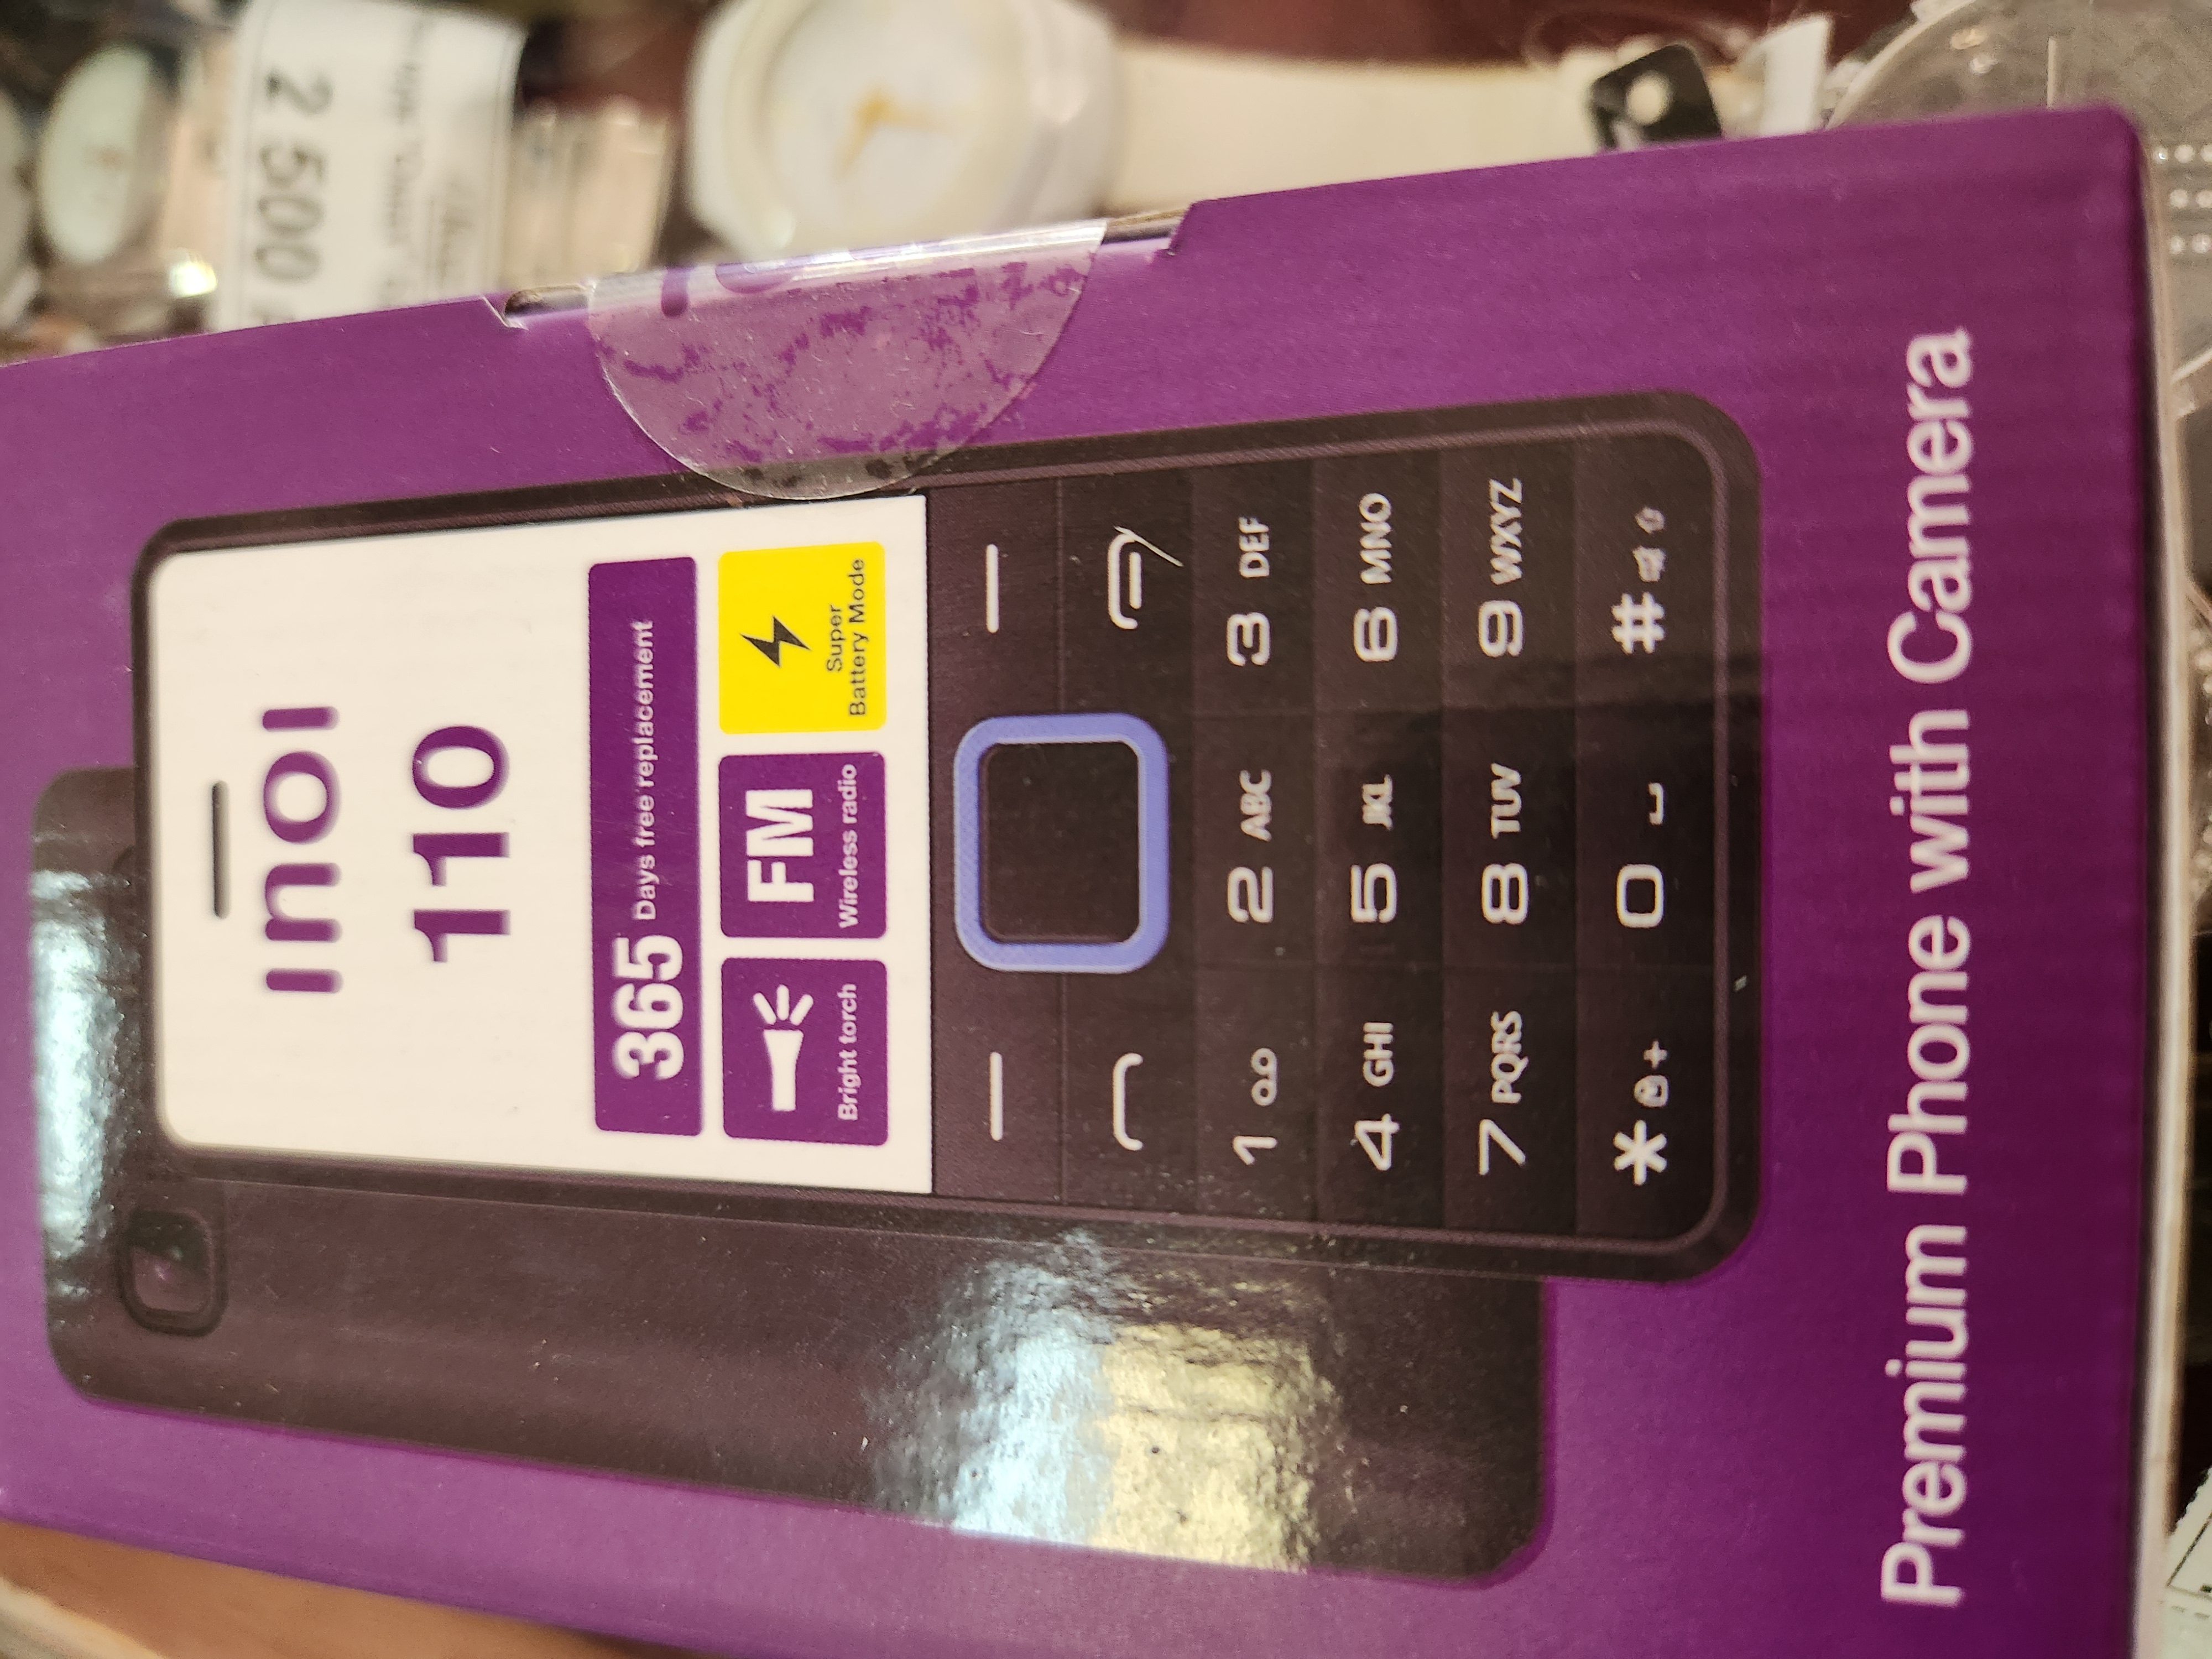 2 500
inoi
110
365 Days free replacement
Bright torch
FM
Wireless radio
Super
Battery Mode
1
2 ABC
3 DEF
4 GHI
5 JKL
6 MNO
7 PQRS
8 TUV
9 WXYZ
* +
0
#
Premium Phone with Camera